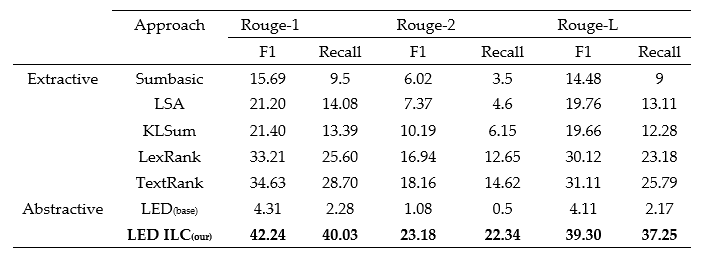 Approach Rouge-1 Rouge-2 Rouge-L
F1 Recall F1 Recall F1 Recall
Extractive Sumbasic 15.69 9.5 6.02 3.5 14.48 9
LSA 21.20 14.08 7.37 4.6 19.76 13.11
KLSum 21.40 13.39 10.19 6.15 19.66 12.28
LexRank 33.21 25.60 16.94 12.65 30.12 23.18
TextRank 34.63 28.70 18.16 14.62 31.11 25.79
Abstractive LED(base) 4.31 2.28 1.08 0.5 4.11 2.17
LED ILC(our) 42.24 40.03 23.18 22.34 39.30 37.25